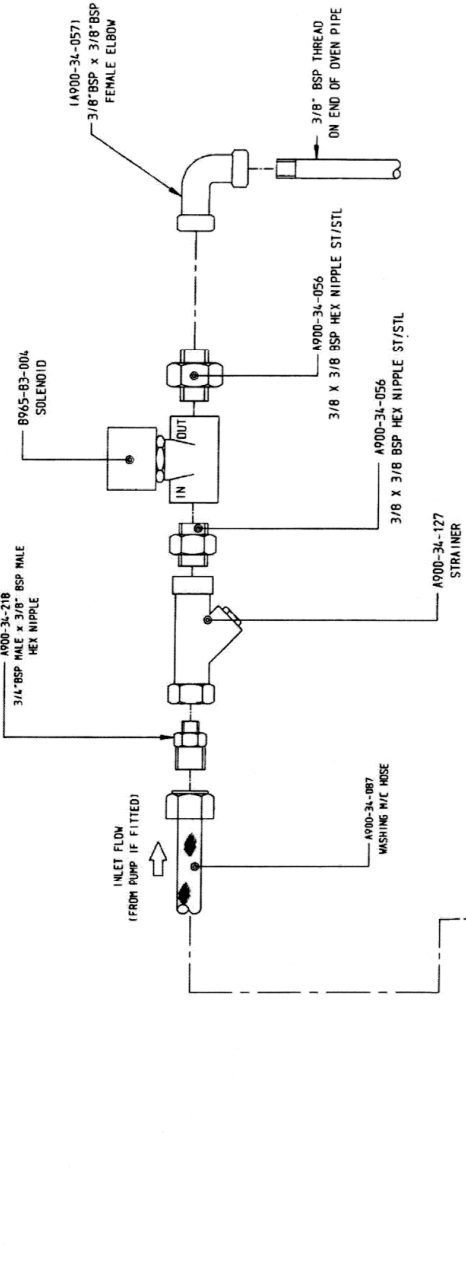 (A900-34-057)
3/8"BSP x 3/8"BSP
FEMALE ELBOW
3/8" BSP THREAD
ON END OF OVEN PIPE
B965-83-004
SOLENOID
OUT
IN
A900-34-056
3/8 X 3/8 BSP HEX NIPPLE ST/STL
A900-34-056
3/8 X 3/8 BSP HEX NIPPLE ST/STL
A900-34-218
3/4"BSP MALE x 3/8" BSP MALE
HEX NIPPLE
A900-34-127
STRAINER
INLET FLOW
(FROM PUMP IF FITTED)
A900-34-087
WASHING M/C HOSE